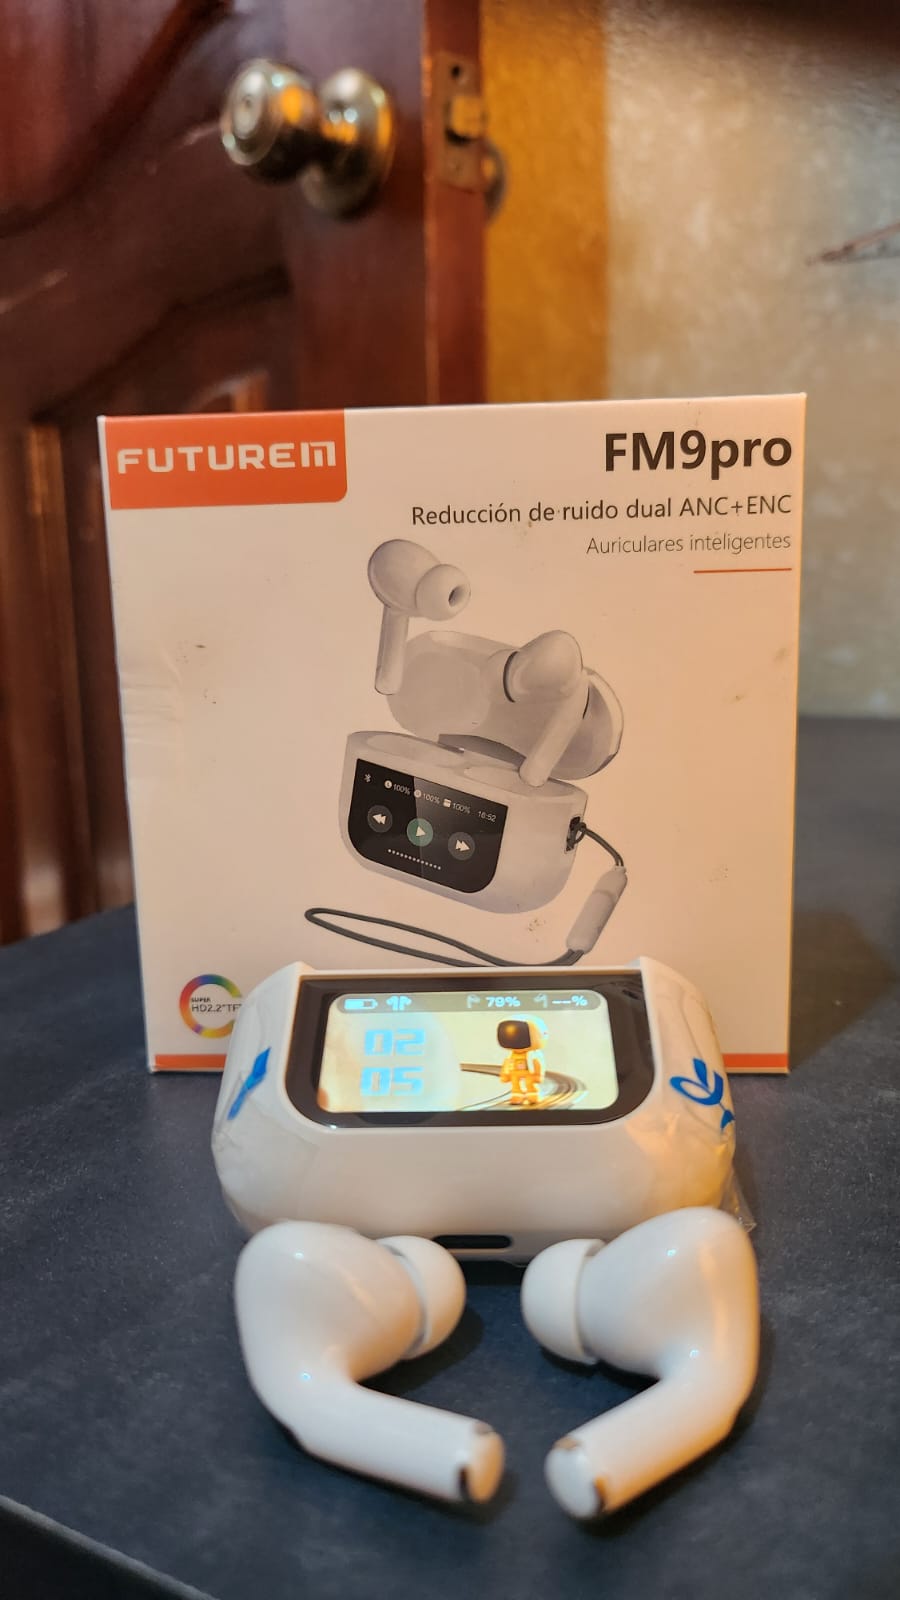 FUTUREM
FM9pro
Reducción de ruido dual ANC+ENC
Auriculares inteligentes
100% 100% 100% 16:52
SUPER
HD2.2"TF
79% --%
02
05